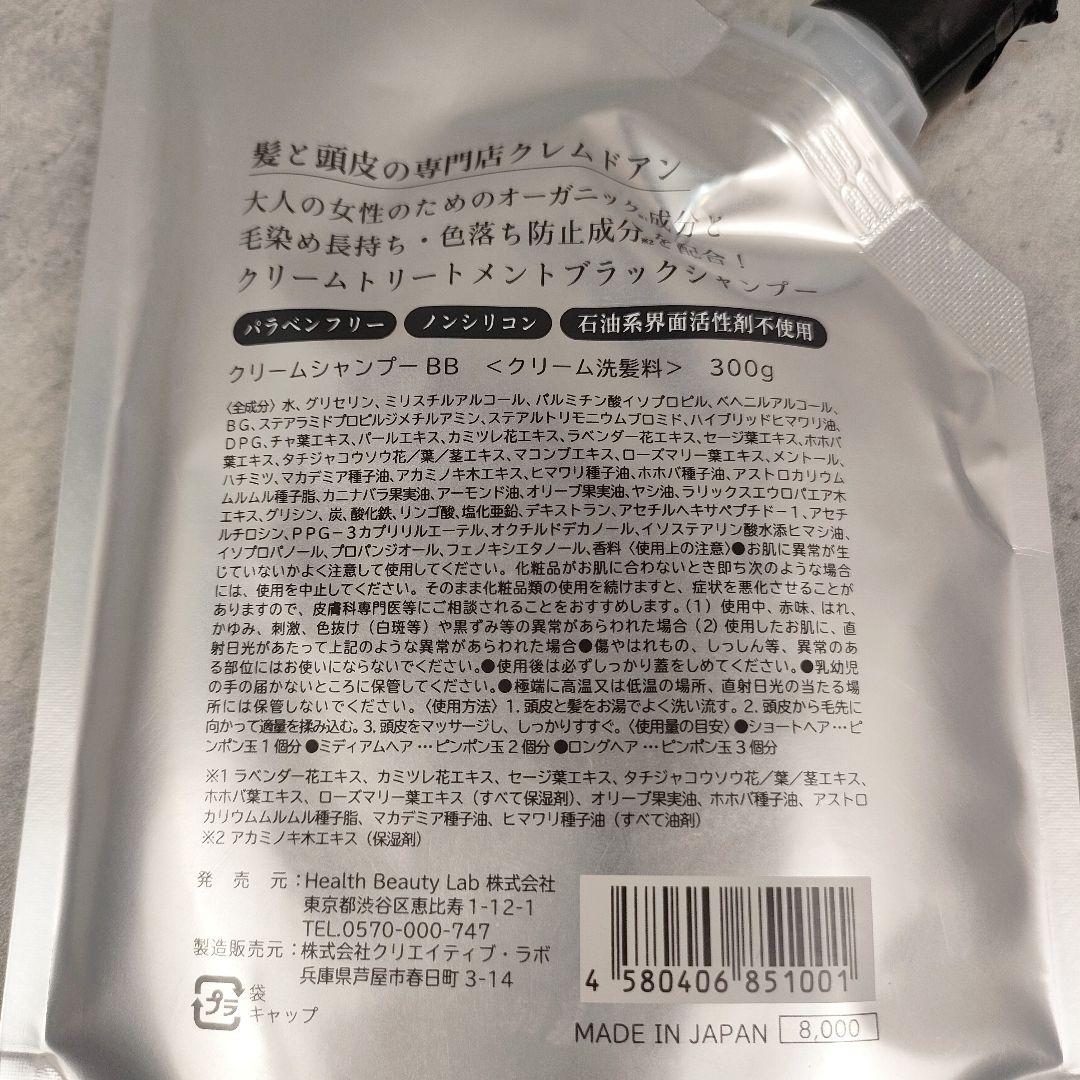 髪と頭皮の専門店クレムドアン
大人の女性のためのオーガニック※1成分と
毛染め長持ち・色落ち防止成分※2を配合！
クリームトリートメントブラックシャンプー
パラベンフリー ノンシリコン 石油系界面活性剤不使用
クリームシャンプーBB ＜クリーム洗髪料＞ 300g
〈全成分〉水、グリセリン、ミリスチルアルコール、パルミチン酸イソプロピル、ベヘニルアルコール、
BG、ステアラミドプロピルジメチルアミン、ステアルトリモニウムブロミド、ハイブリッドヒマワリ油、
DPG、チャ葉エキス、パールエキス、カミツレ花エキス、ラベンダー花エキス、セージ葉エキス、ホホバ
葉エキス、タチジャコウソウ花／葉／茎エキス、マコンブエキス、ローズマリー葉エキス、メントール、
ハチミツ、マカデミア種子油、アカミノキ木エキス、ヒマワリ種子油、ホホバ種子油、アストロカリウム
ムルムル種子脂、カニナバラ果実油、アーモンド油、オリーブ果実油、ヤシ油、ラリックスエウロパエア木
エキス、グリシン、炭、酸化鉄、リンゴ酸、塩化亜鉛、デキストラン、アセチルヘキサペプチド－1、アセチ
ルチロシン、PPG－3カプリリルエーテル、オクチルドデカノール、イソステアリン酸水添ヒマシ油、
イソプロパノール、プロパンジオール、フェノキシエタノール、香料〈使用上の注意〉●お肌に異常が生
じていないかよく注意して使用してください。化粧品がお肌に合わないとき即ち次のような場合
には、使用を中止してください。そのまま化粧品類の使用を続けますと、症状を悪化させることが
ありますので、皮膚科専門医等にご相談されることをおすすめします。（1）使用中、赤味、はれ、
かゆみ、刺激、色抜け（白斑等）や黒ずみ等の異常があらわれた場合（2）使用したお肌に、直
射日光があたって上記のような異常があらわれた場合●傷やはれもの、しっしん等、異常のあ
る部位にはお使いにならないでください。●使用後は必ずしっかり蓋をしめてください。●乳幼児
の手の届かないところに保管してください。●極端に高温又は低温の場所、直射日光の当たる場
所には保管しないでください。〈使用方法〉1. 頭皮と髪をお湯でよく洗い流す。2. 頭皮から毛先に
向かって適量を揉み込む。3. 頭皮をマッサージし、しっかりすすぐ。〈使用量の目安〉●ショートヘア…ピ
ンポン玉1個分●ミディアムヘア…ピンポン玉2個分●ロングヘア…ピンポン玉3個分
※1 ラベンダー花エキス、カミツレ花エキス、セージ葉エキス、タチジャコウソウ花／葉／茎エキス、
ホホバ葉エキス、ローズマリー葉エキス（すべて保湿剤）、オリーブ果実油、ホホバ種子油、アストロ
カリウムムルムル種子脂、マカデミア種子油、ヒマワリ種子油（すべて油剤）
※2 アカミノキ木エキス（保湿剤）
発売元：Health Beauty Lab 株式会社
東京都渋谷区恵比寿1-12-1
TEL.0570-000-747
製造販売元：株式会社クリエイティブ・ラボ
兵庫県芦屋市春日町3-14
プラ 袋
キャップ
4 580406 851001
MADE IN JAPAN 8,000